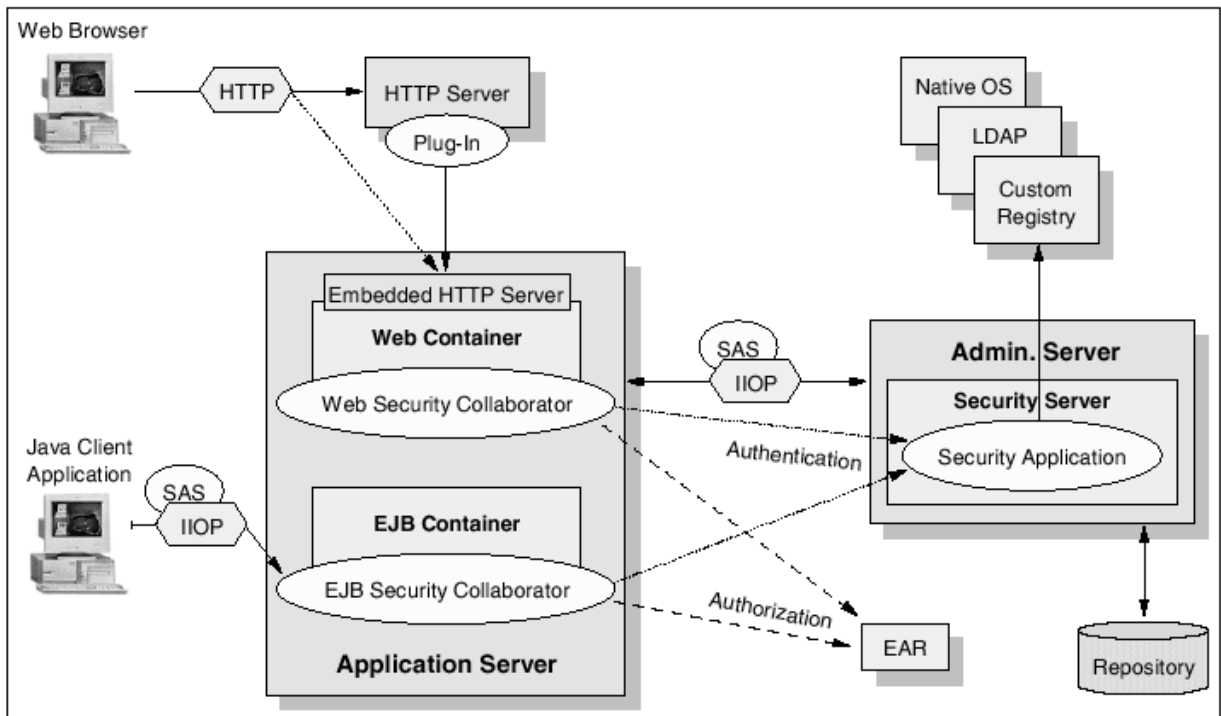 Web Browser
HTTP
HTTP Server
Plug-In
Native OS
LDAP
Custom
Registry
Embedded HTTP Server
Web Container
Web Security Collaborator
SAS
IIOP
Admin. Server
Security Server
Security Application
Authentication
Java Client
Application
SAS
IIOP
EJB Container
EJB Security Collaborator
Authorization
Application Server
EAR
Repository